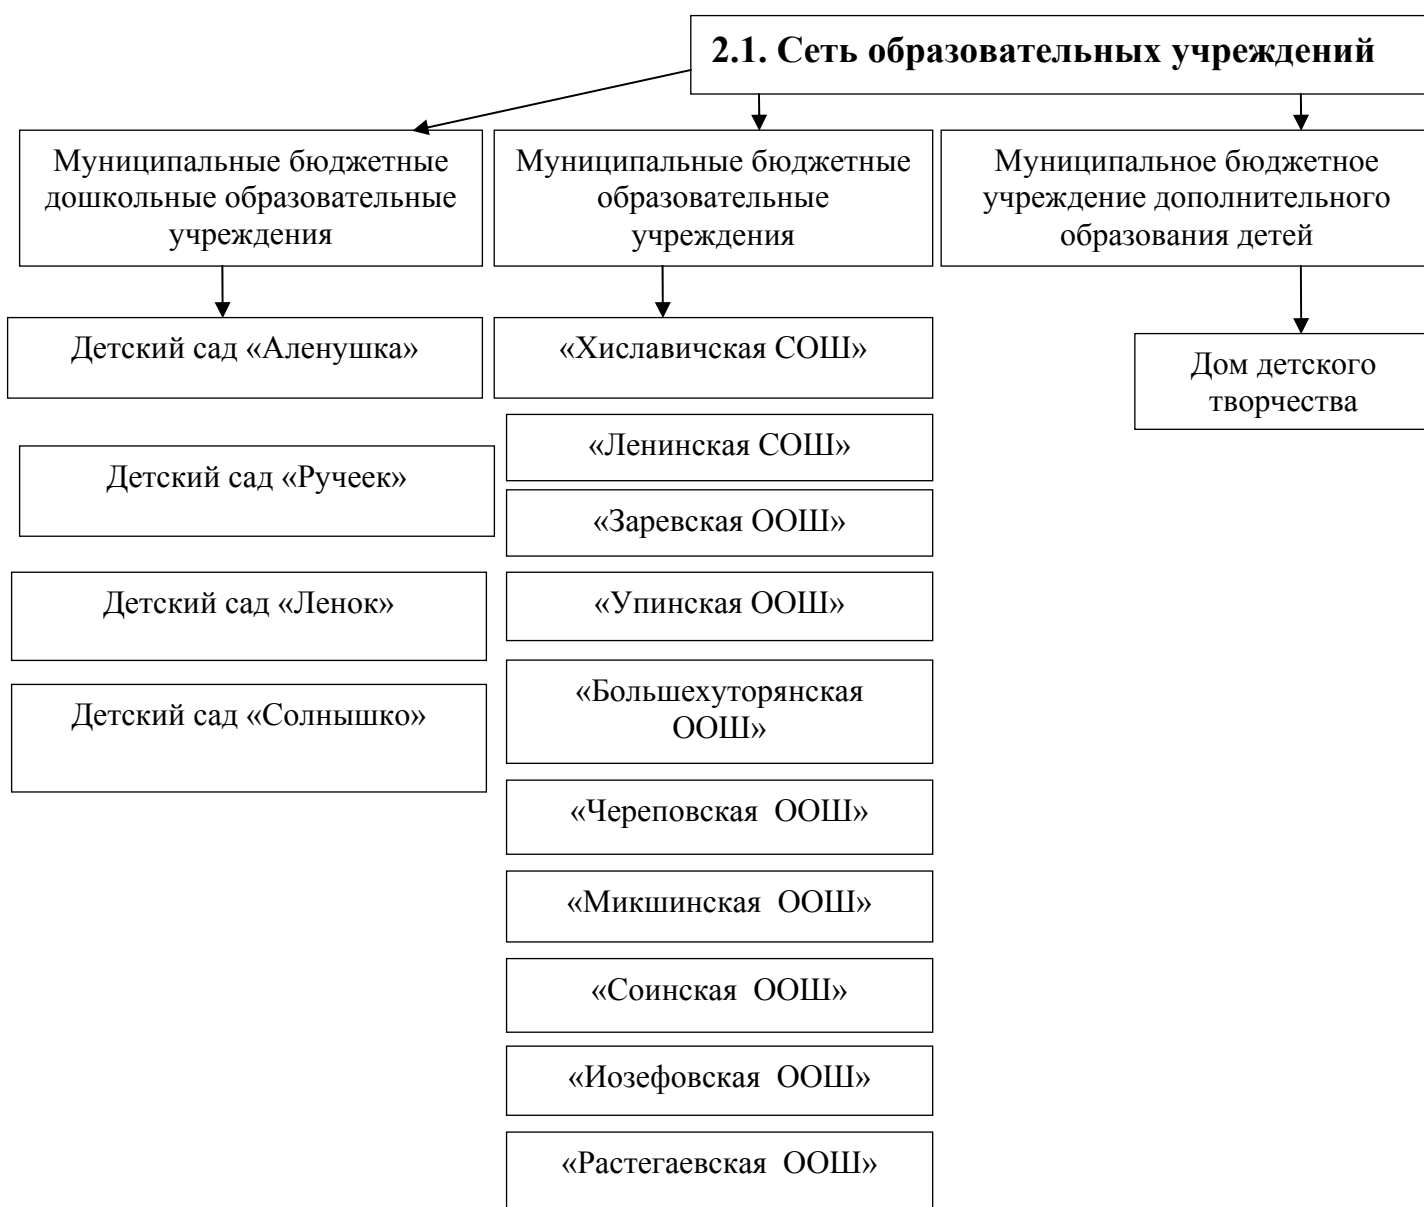 2.1. Сеть образовательных учреждений
Муниципальные бюджетные
дошкольные образовательные
учреждения
Муниципальные бюджетные
образовательные
учреждения
Муниципальное бюджетное
учреждение дополнительного
образования детей
Детский сад «Аленушка»
Детский сад «Ручеек»
Детский сад «Ленок»
Детский сад «Солнышко»
«Хиславичская СОШ»
«Ленинская СОШ»
«Заревская ООШ»
«Упинская ООШ»
«Большехуторянская
ООШ»
«Череповская  ООШ»
«Микшинская  ООШ»
«Соинская  ООШ»
«Иозефовская  ООШ»
«Растегаевская  ООШ»
Дом детского
творчества